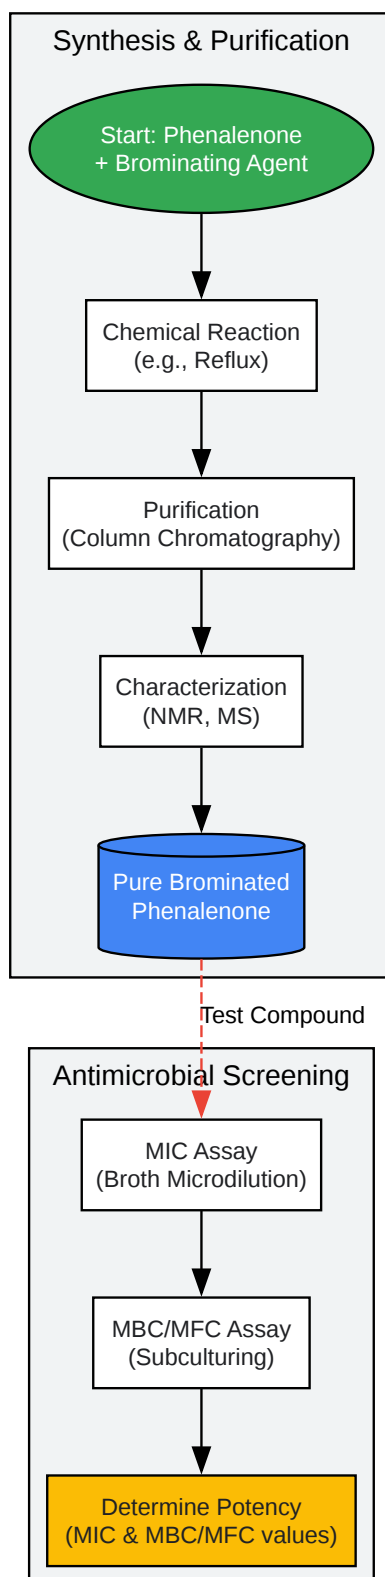 Synthesis & Purification
Start: Phenalenone
+ Brominating Agent
Chemical Reaction
(e.g., Reflux)
Purification
(Column Chromatography)
Characterization
(NMR, MS)
Pure Brominated
Phenalenone
Test Compound
Antimicrobial Screening
MIC Assay
(Broth Microdilution)
MBC/MFC Assay
(Subculturing)
Determine Potency
(MIC & MBC/MFC values)